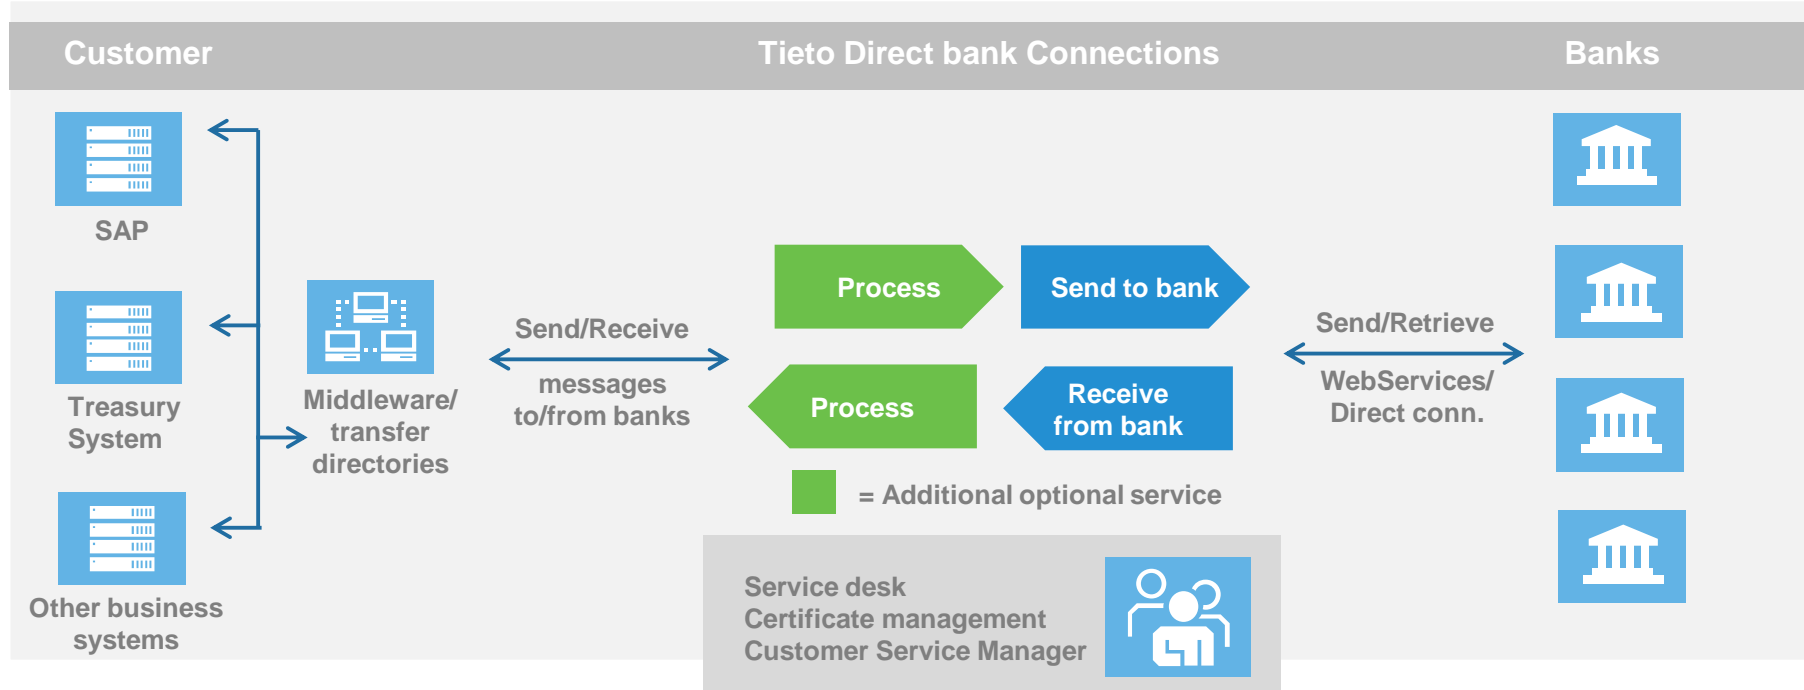 Customer
Tieto Direct bank Connections
Banks
SAP
Treasury
System
Other business
systems
Middleware/
transfer
directories
Send/Receive
messages
to/from banks
Process
Send to bank
Process
Receive
from bank
= Additional optional service
Send/Retrieve
WebServices/
Direct conn.
Service desk
Certificate management
Customer Service Manager